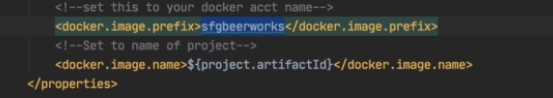 <!--set this to your docker acct name-->
<docker.image.prefix>sfgbeerworks</docker.image.prefix>
<!--Set to name of project-->
<docker.image.name>${project.artifactId}</docker.image.name>
</properties>